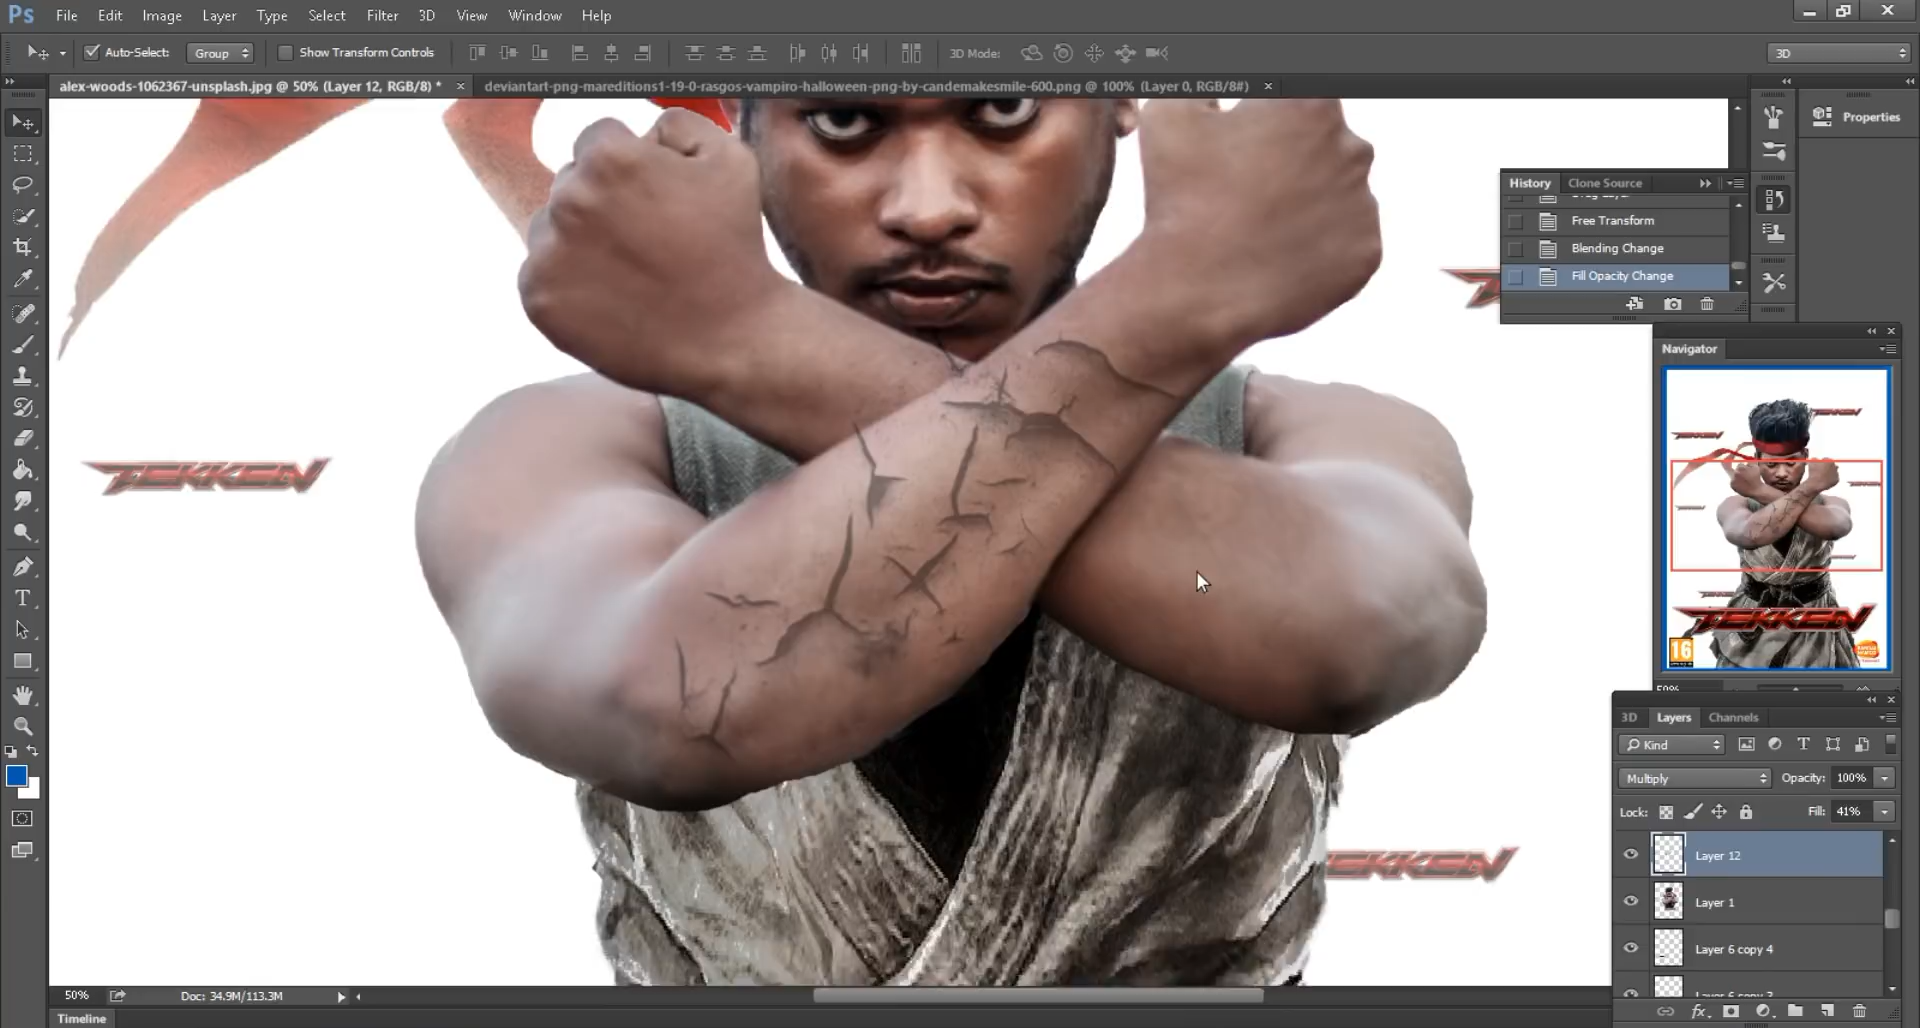 Ps File Edit Image Layer Type Select Filter 3D View Window Help
Auto-Select: Group Show Transform Controls 3D Mode: 3D
alex-woods-1062367-unsplash.jpg @ 50% (Layer 12, RGB/8) * × deviantart-png-mareditions1-19-0-rasgos-vampiro-halloween-png-by-candemakesmile-600.png @ 100% (Layer 0, RGB/8#) ×
Properties
History Clone Source
Free Transform
Blending Change
Fill Opacity Change
Navigator
TEKKEN
TEKKEN
16
50%
3D Layers Channels
Kind
Multiply Opacity: 100%
Lock: Fill: 41%
Layer 12
Layer 1
Layer 6 copy 4
TEKKEN
50% Doc: 34.9M/113.3M
Timeline